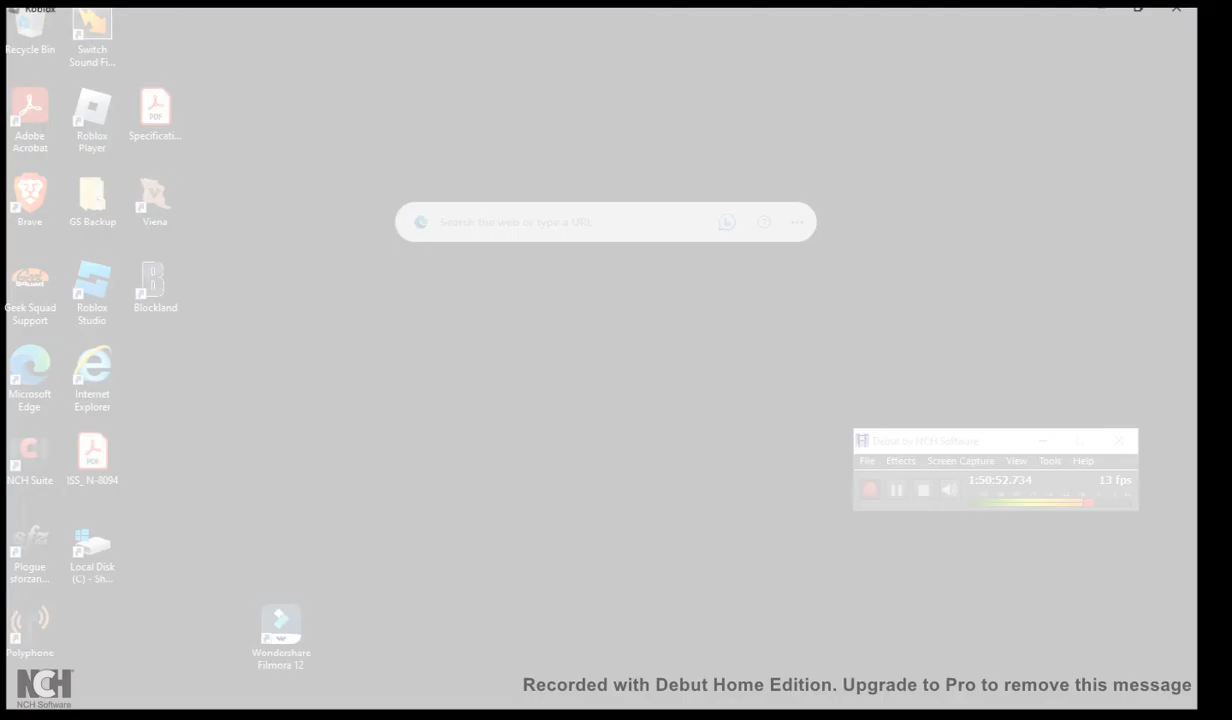 Roblox
Recycle Bin
Switch
Sound Fi...
Adobe
Acrobat
Roblox
Player
PDF
Specificati...
Brave
GS Backup
Viena
Search the web or type a URL
Geek Squad
Support
Roblox
Studio
Blockland
Microsoft
Edge
Internet
Explorer
Debut by NCH Software
File Effects Screen Capture View Tools Help
1:50:52.734 13 fps
NCH Suite
PDF
ISS_N-8094
sfz
Plogue
sforzan...
Local Disk
(C) - Sh...
Polyphone
Wondershare
Filmora 12
NCH
NCH Software
Recorded with Debut Home Edition. Upgrade to Pro to remove this message